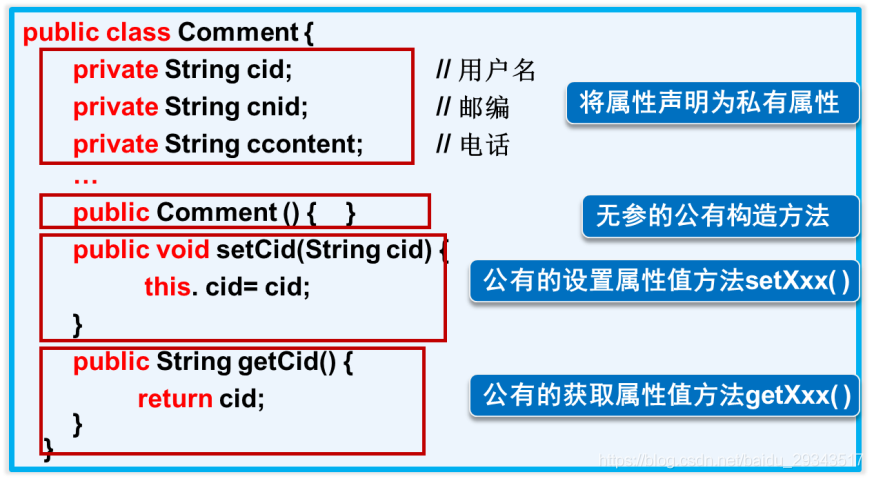 public class Comment {
private String cid; // 用户名
private String cnid; // 邮编
将属性声明为私有属性
private String ccontent; // 电话
…
public Comment () { }
无参的公有构造方法
public void setCid(String cid) {
this. cid= cid;
公有的设置属性值方法setXxx( )
}
public String getCid() {
return cid;
公有的获取属性值方法getXxx( )
}
}
https://blog.csdn.net/baidu_29343517